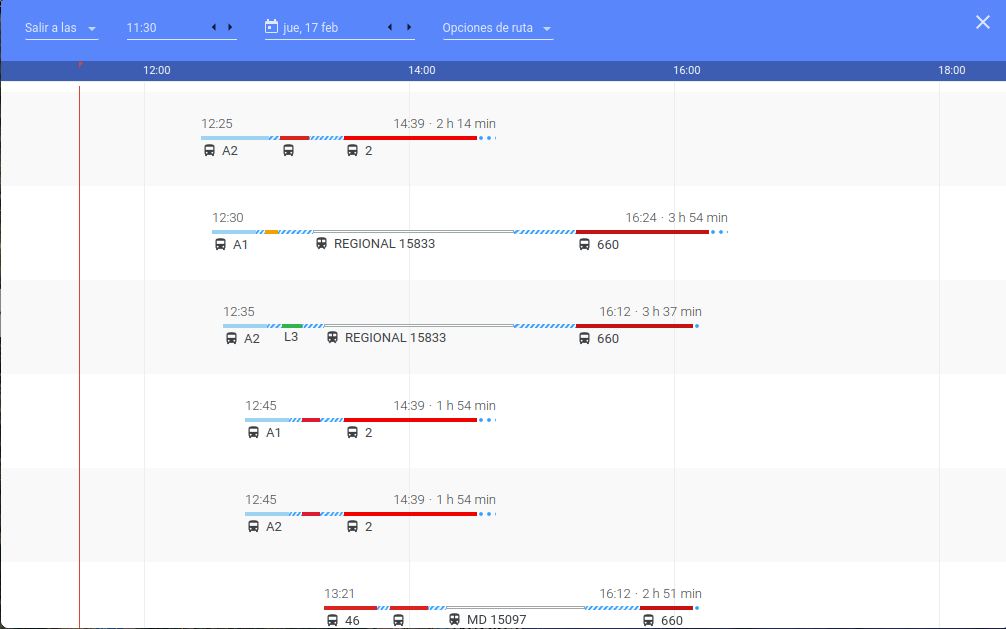 Salir a las 11:30 jue, 17 feb Opciones de ruta
12:00 14:00 16:00 18:00
12:25 14:39 · 2 h 14 min
A2 2
12:30 16:24 · 3 h 54 min
A1 REGIONAL 15833 660
12:35 16:12 · 3 h 37 min
A2 L3 REGIONAL 15833 660
12:45 14:39 · 1 h 54 min
A1 2
12:45 14:39 · 1 h 54 min
A2 2
13:21 16:12 · 2 h 51 min
46 MD 15097 660